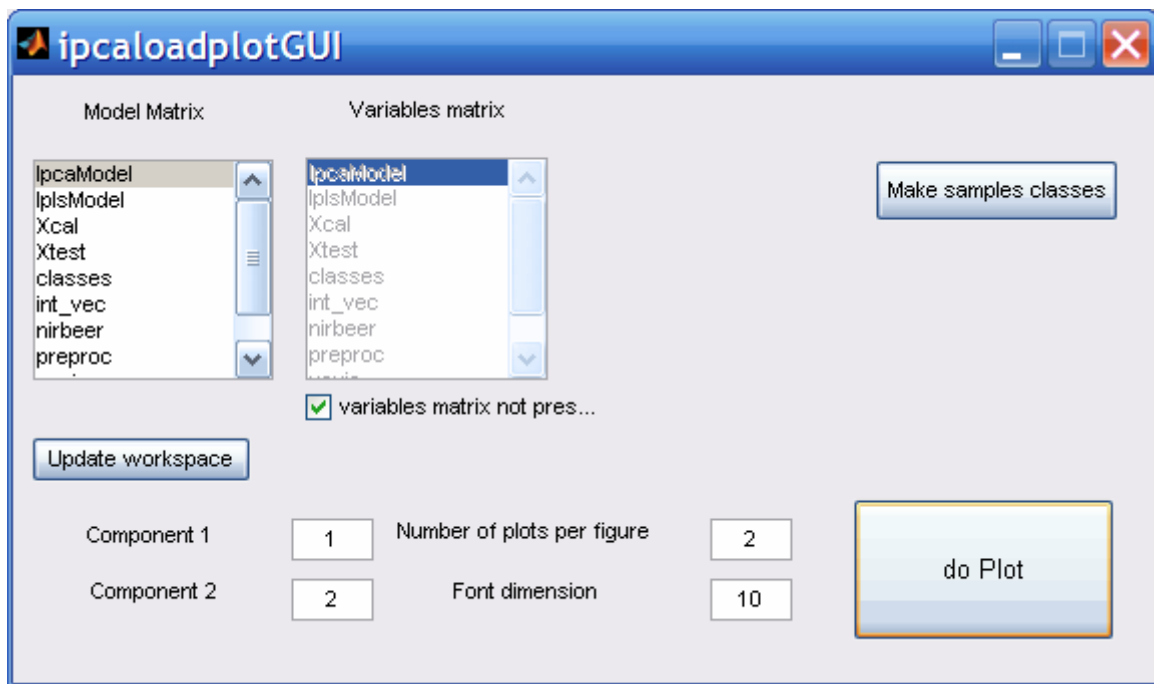 ipcaloadplotGUI
Model Matrix
Variables matrix
IpcaModel
IplsModel
Xcal
Xtest
classes
int_vec
nirbeer
preproc
IpcaModel
IplsModel
Xcal
Xtest
classes
int_vec
nirbeer
preproc
Make samples classes
variables matrix not pres...
Update workspace
Component 1
1
Number of plots per figure
2
Component 2
2
Font dimension
10
do Plot